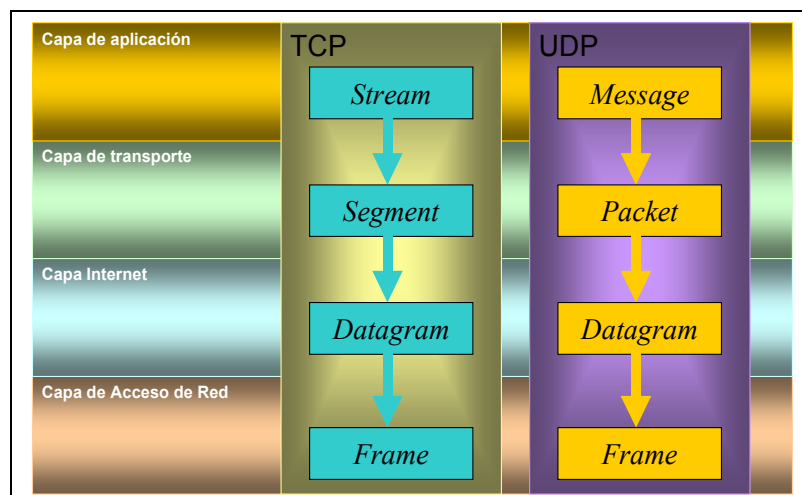 Capa de aplicación
TCP
UDP
Stream
Message
Capa de transporte
Segment
Packet
Capa Internet
Datagram
Datagram
Capa de Acceso de Red
Frame
Frame